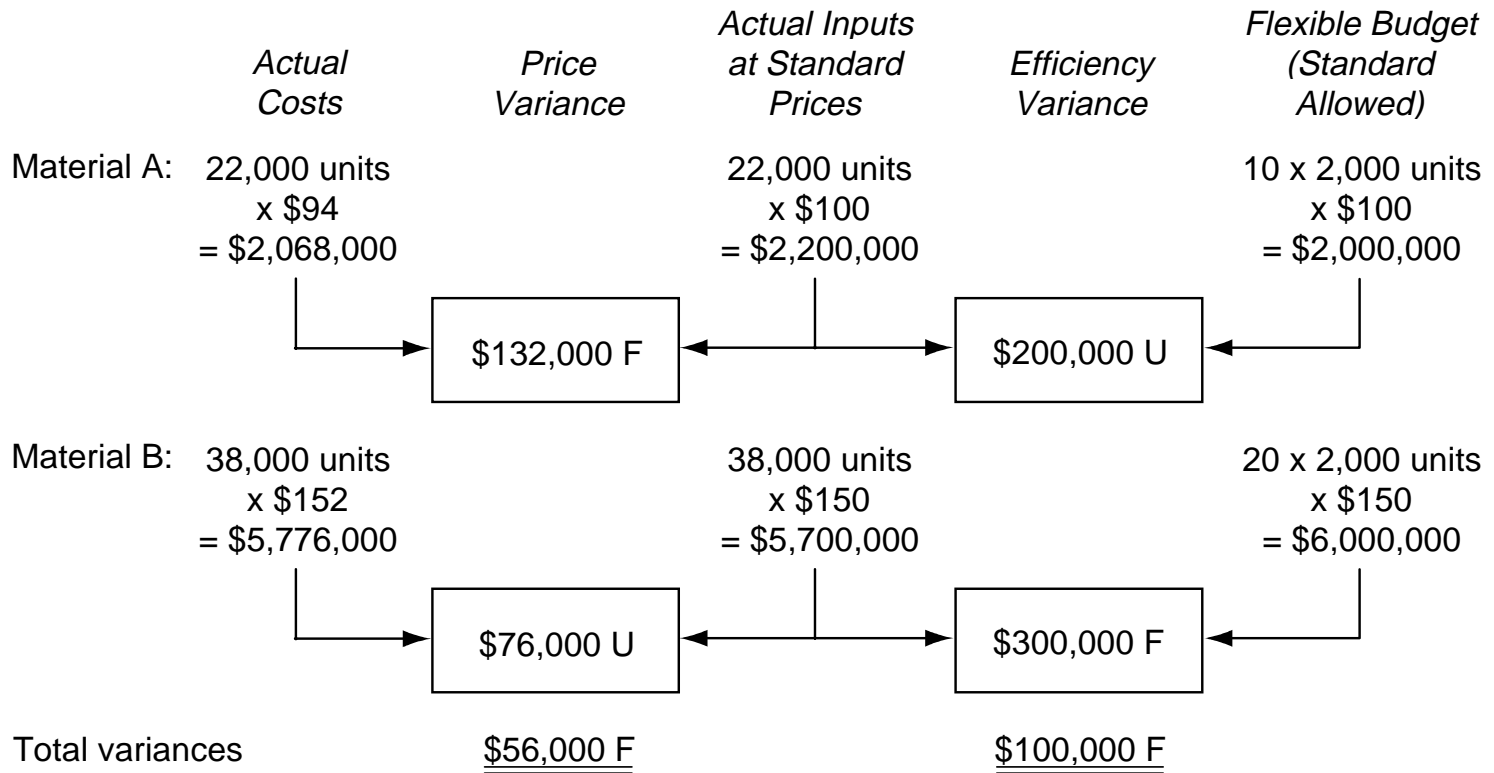 Actual
Costs
Price
Variance
Actual Inputs
at Standard
Prices
Efficiency
Variance
Flexible Budget
(Standard
Allowed)
Material A:
22,000 units
x $94
= $2,068,000
22,000 units
x $100
= $2,200,000
10 x 2,000 units
x $100
= $2,000,000
$132,000 F
$200,000 U
Material B:
38,000 units
x $152
= $5,776,000
38,000 units
x $150
= $5,700,000
20 x 2,000 units
x $150
= $6,000,000
$76,000 U
$300,000 F
Total variances
$56,000 F
$100,000 F